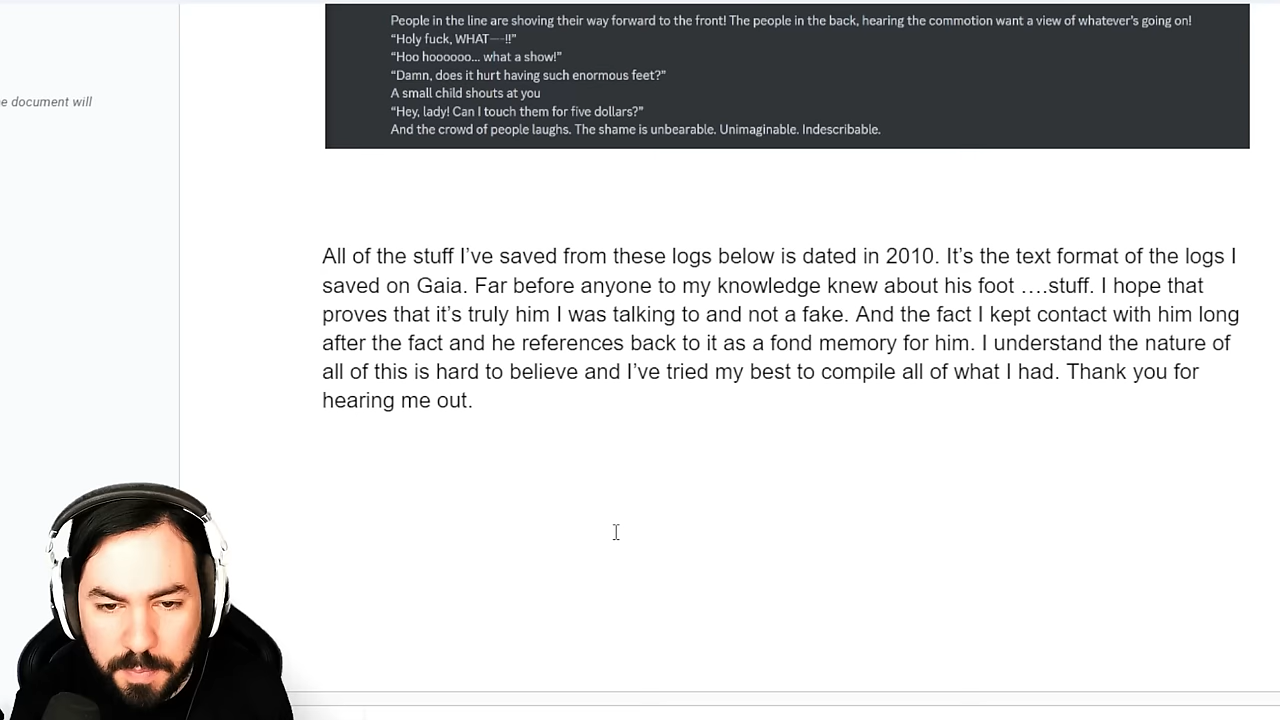 People in the line are shoving their way forward to the front! The people in the back, hearing the commotion want a view of whatever's going on!
“Holy fuck, WHAT—-!!”
“Hoo hoooooo... what a show!”
“Damn, does it hurt having such enormous feet?”
A small child shouts at you
“Hey, lady! Can I touch them for five dollars?”
And the crowd of people laughs. The shame is unbearable. Unimaginable. Indescribable.
e document will
All of the stuff I’ve saved from these logs below is dated in 2010. It’s the text format of the logs I
saved on Gaia. Far before anyone to my knowledge knew about his foot ….stuff. I hope that
proves that it’s truly him I was talking to and not a fake. And the fact I kept contact with him long
after the fact and he references back to it as a fond memory for him. I understand the nature of
all of this is hard to believe and I’ve tried my best to compile all of what I had. Thank you for
hearing me out.